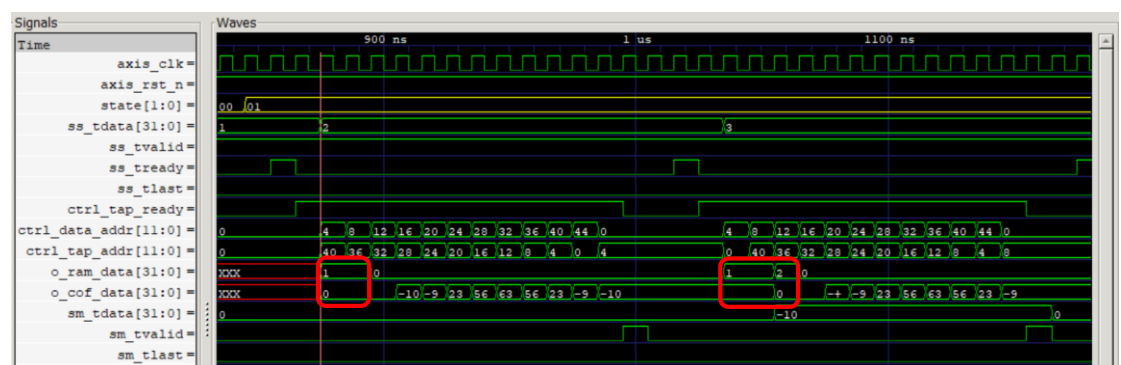 Signals Waves
Time 900 ns 1 us 1100 ns
axis_clk=
axis_rst_n=
state[1:0]= 00 01
ss_tdata[31:0]= 1 2 3
ss_tvalid=
ss_tready=
ss_tlast=
ctrl_tap_ready=
ctrl_data_addr[11:0]= 0 4 8 12 16 20 24 28 32 36 40 44 0 4 8 12 16 20 24 28 32 36 40 44 0
ctrl_tap_addr[11:0]= 0 40 36 32 28 24 20 16 12 8 4 0 4 0 40 36 32 28 24 20 16 12 8 4 8
o_ram_data[31:0]= XXX 1 0 1 2 0
o_cof_data[31:0]= XXX 0 -10 -9 23 56 63 56 23 -9 -10 0 -+ -9 23 56 63 56 23 -9
sm_tdata[31:0]= 0 -10 0
sm_tvalid=
sm_tlast=